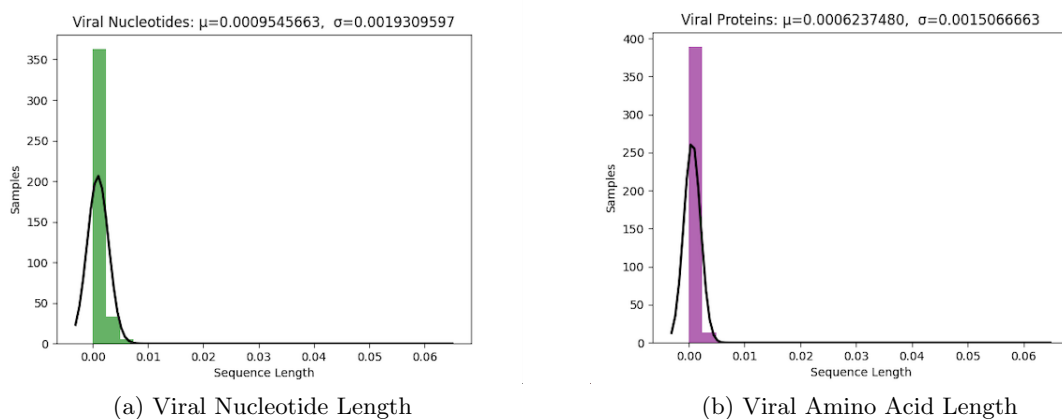 Viral Nucleotides: μ=0.0009545663, σ=0.0019309597
Samples
350
300
250
200
150
100
50
0
0.00 0.01 0.02 0.03 0.04 0.05 0.06
Sequence Length
(a) Viral Nucleotide Length
Viral Proteins: μ=0.0006237480, σ=0.0015066663
Samples
400
350
300
250
200
150
100
50
0
0.00 0.01 0.02 0.03 0.04 0.05 0.06
Sequence Length
(b) Viral Amino Acid Length